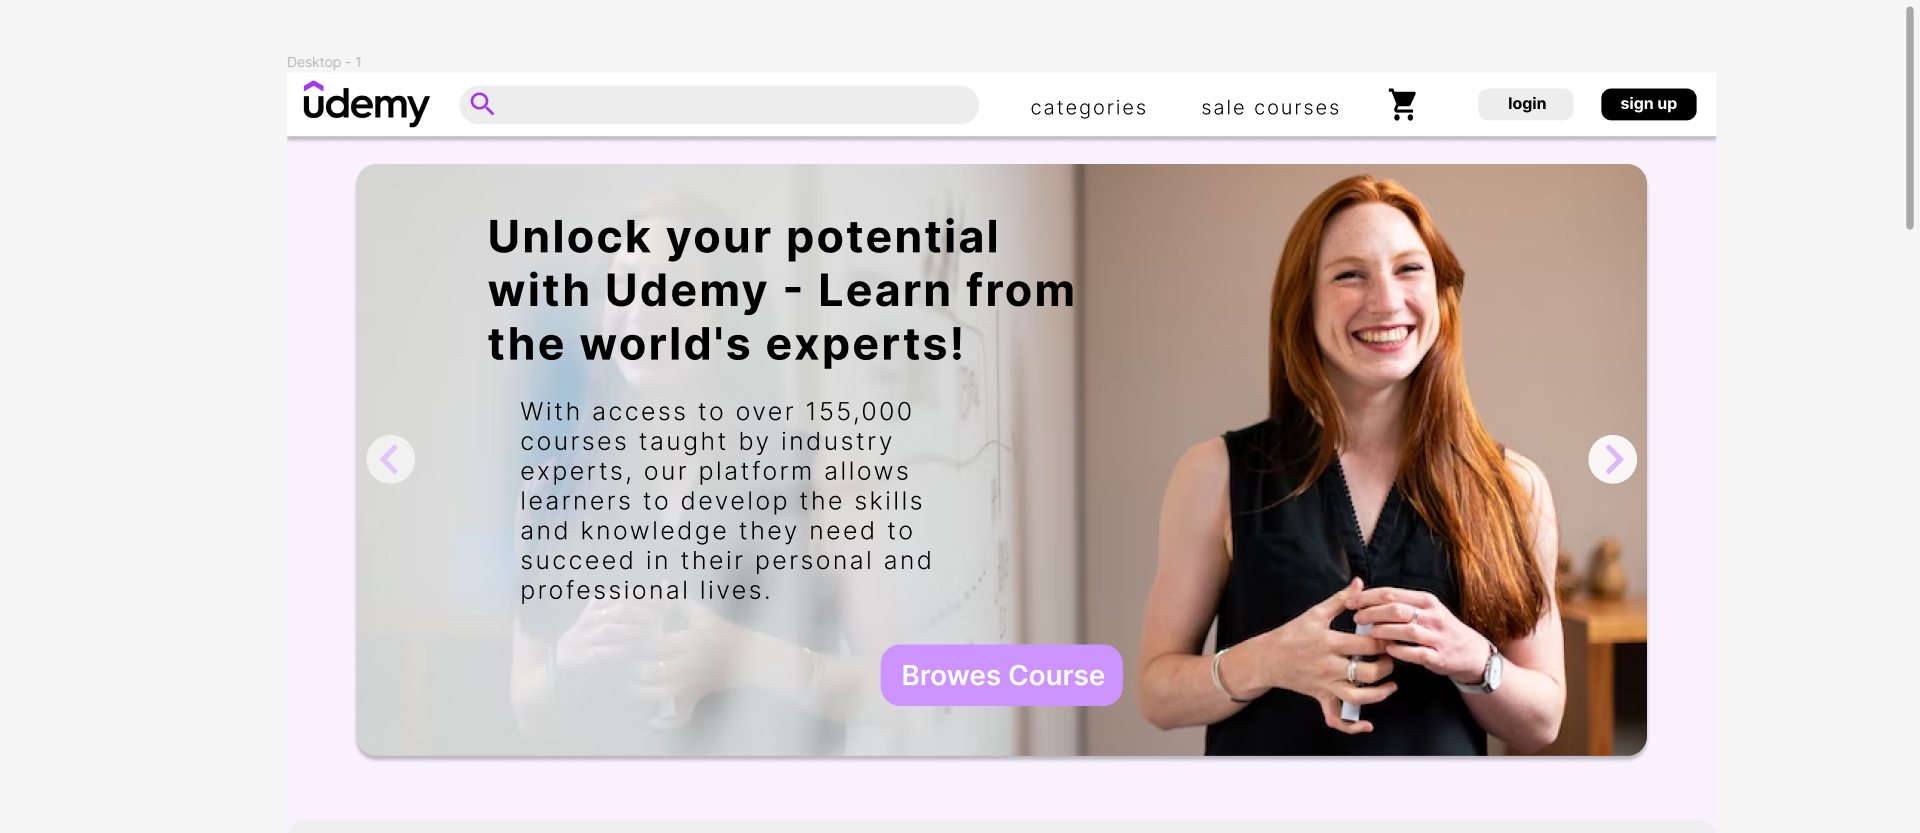 Desktop - 1
udemy
categories
sale courses
login
sign up
Unlock your potential
with Udemy - Learn from
the world's experts!
With access to over 155,000
courses taught by industry
experts, our platform allows
learners to develop the skills
and knowledge they need to
succeed in their personal and
professional lives.
Browes Course